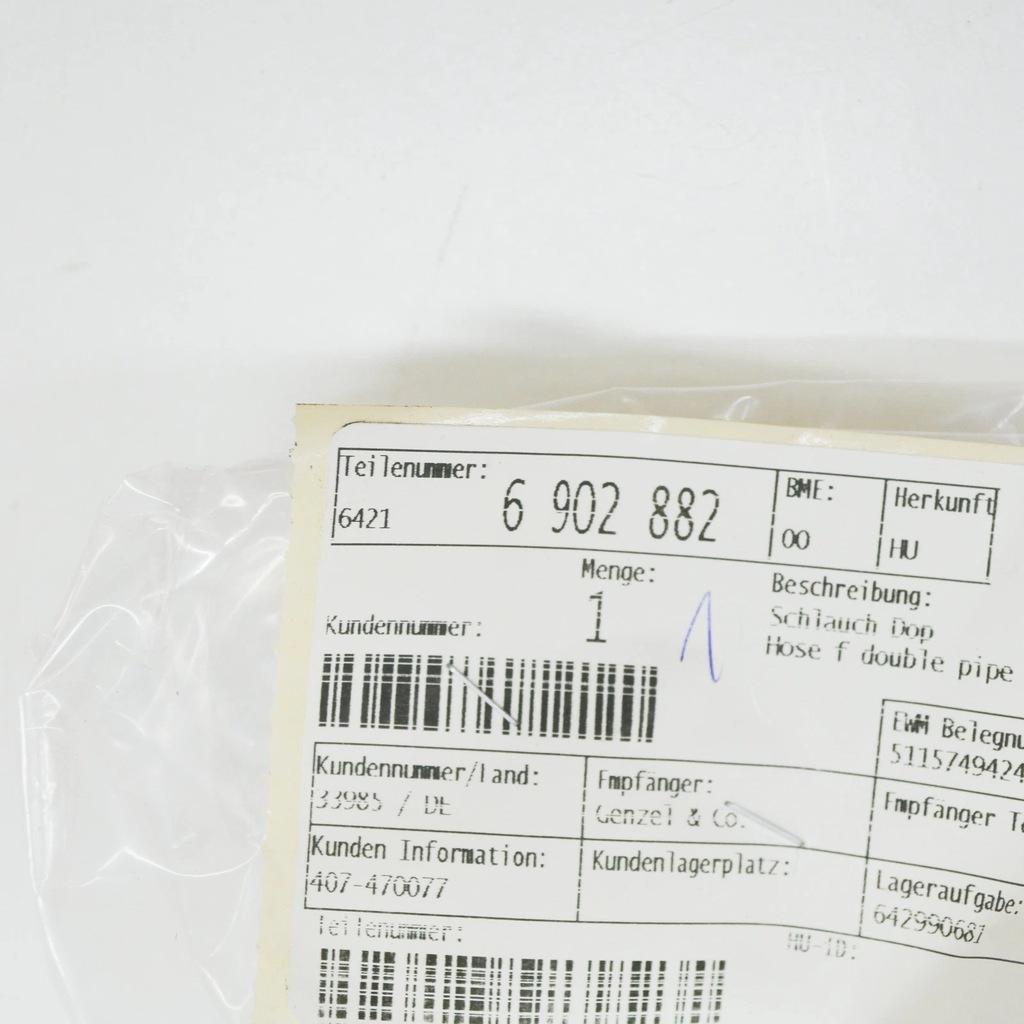 Teilenummer:
6421 6 902 882
BME:
00
Herkunft
HU
Menge:
1
1
Beschreibung:
Schlauch Dop
Hose f double pipe
Kundennummer:
EWM Belegnu
5115749424
Kundennummer/Land:
33985 / DE
Empfänger:
Genzel & Co.
Empfänger
Kunden Information:
407-470077
Kundenlagerplatz:
Lageraufgabe:
642990681
Teilenummer:
HU-ID: